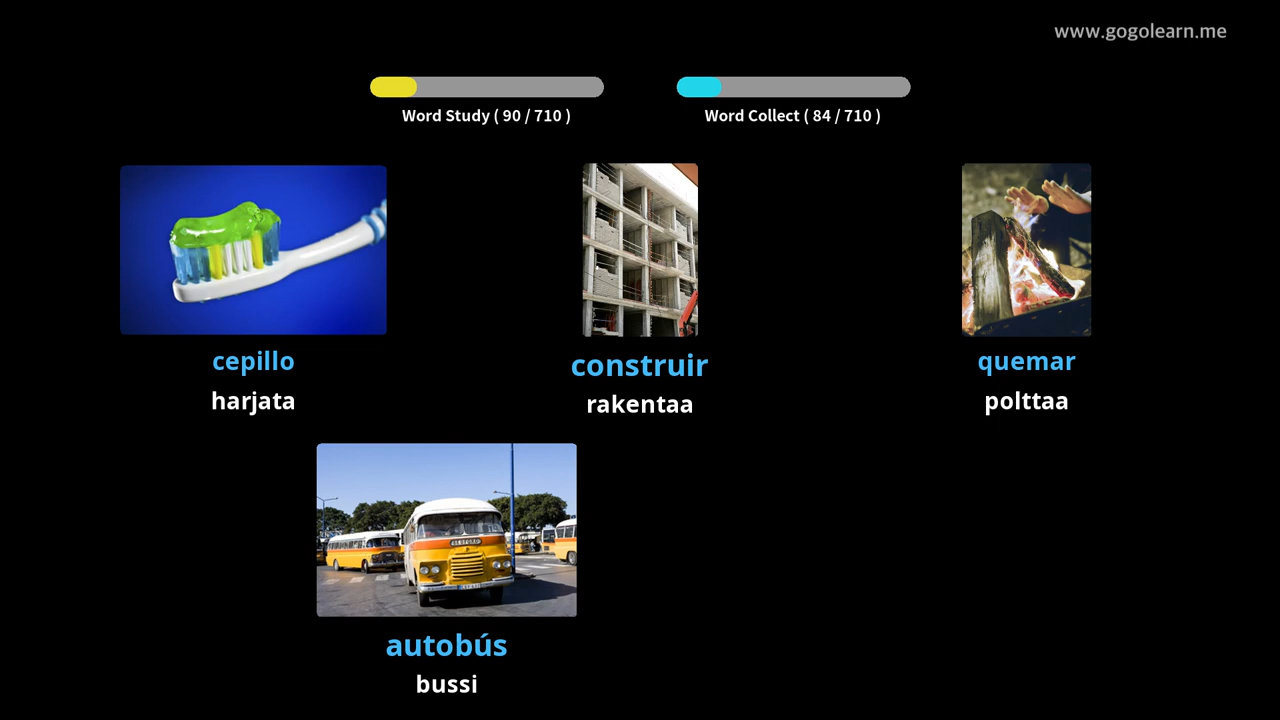 www.gogolearn.me
Word Study ( 90 / 710 )
Word Collect ( 84 / 710 )
cepillo
harjata
construir
rakentaa
quemar
polttaa
BEDFORD
autobús
bussi